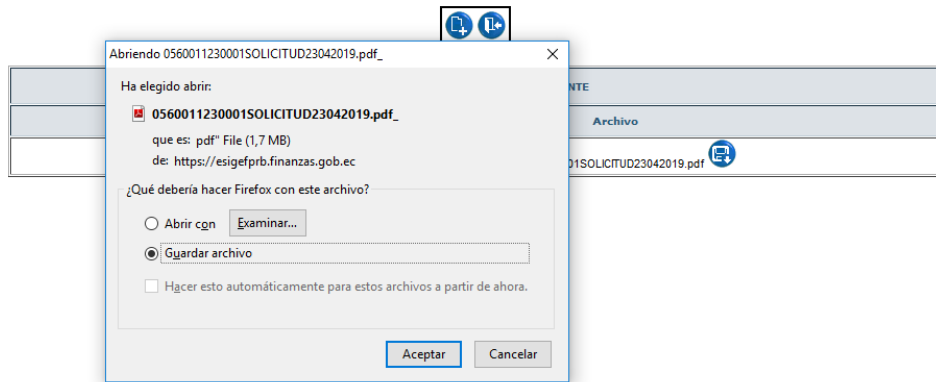 Abriendo 0560011230001SOLICITUD23042019.pdf_
Ha elegido abrir:
NTE
0560011230001SOLICITUD23042019.pdf_
Archivo
que es: pdf" File (1,7 MB)
de: https://esigefprb.finanzas.gob.ec
01SOLICITUD23042019.pdf
¿Qué debería hacer Firefox con este archivo?
Abrir con Examinar...
Guardar archivo
Hacer esto automáticamente para estos archivos a partir de ahora.
Aceptar Cancelar